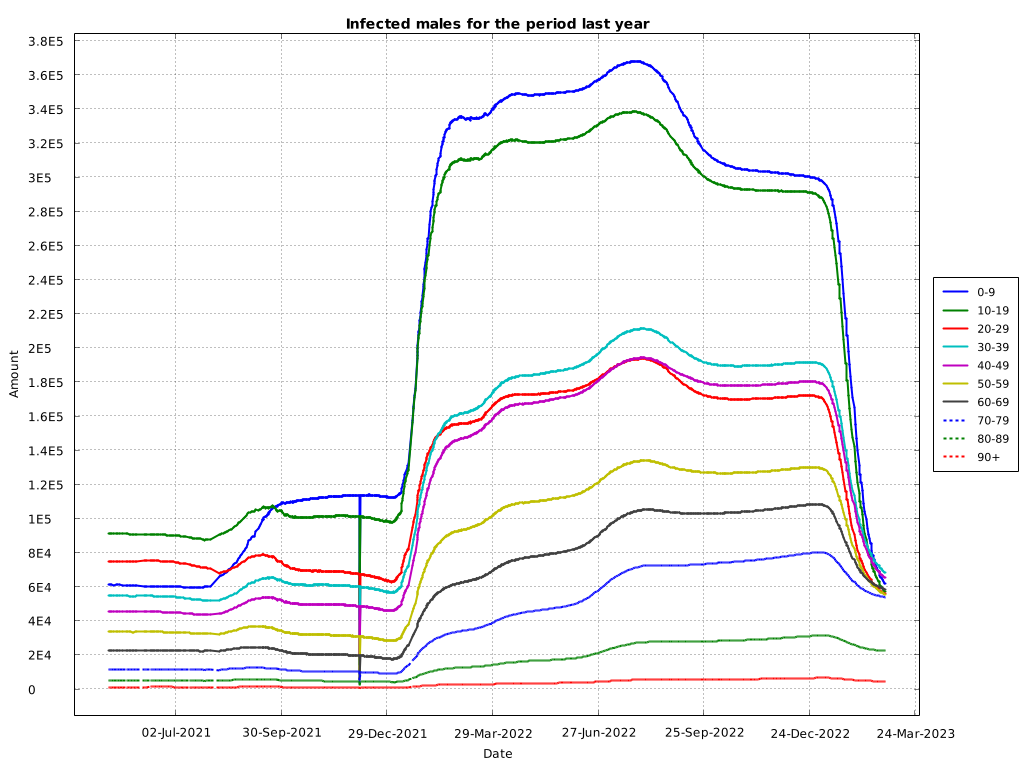 Infected males for the period last year
3.8E5
3.6E5
3.4E5
3.2E5
3E5
2.8E5
2.6E5
2.4E5
2.2E5
2E5
1.8E5
1.6E5
1.4E5
1.2E5
1E5
8E4
6E4
4E4
2E4
0
Amount
02-Jul-2021 30-Sep-2021 29-Dec-2021 29-Mar-2022 27-Jun-2022 25-Sep-2022 24-Dec-2022 24-Mar-2023
Date
0-9
10-19
20-29
30-39
40-49
50-59
60-69
70-79
80-89
90+